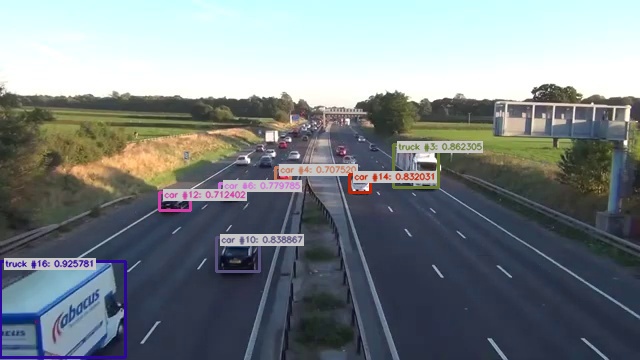 truck #3: 0.862305
car #4: 0.70752
car #14: 0.832031
car #6: 0.779785
car #12: 0.712402
car #10: 0.838867
truck #16: 0.925781
abacus